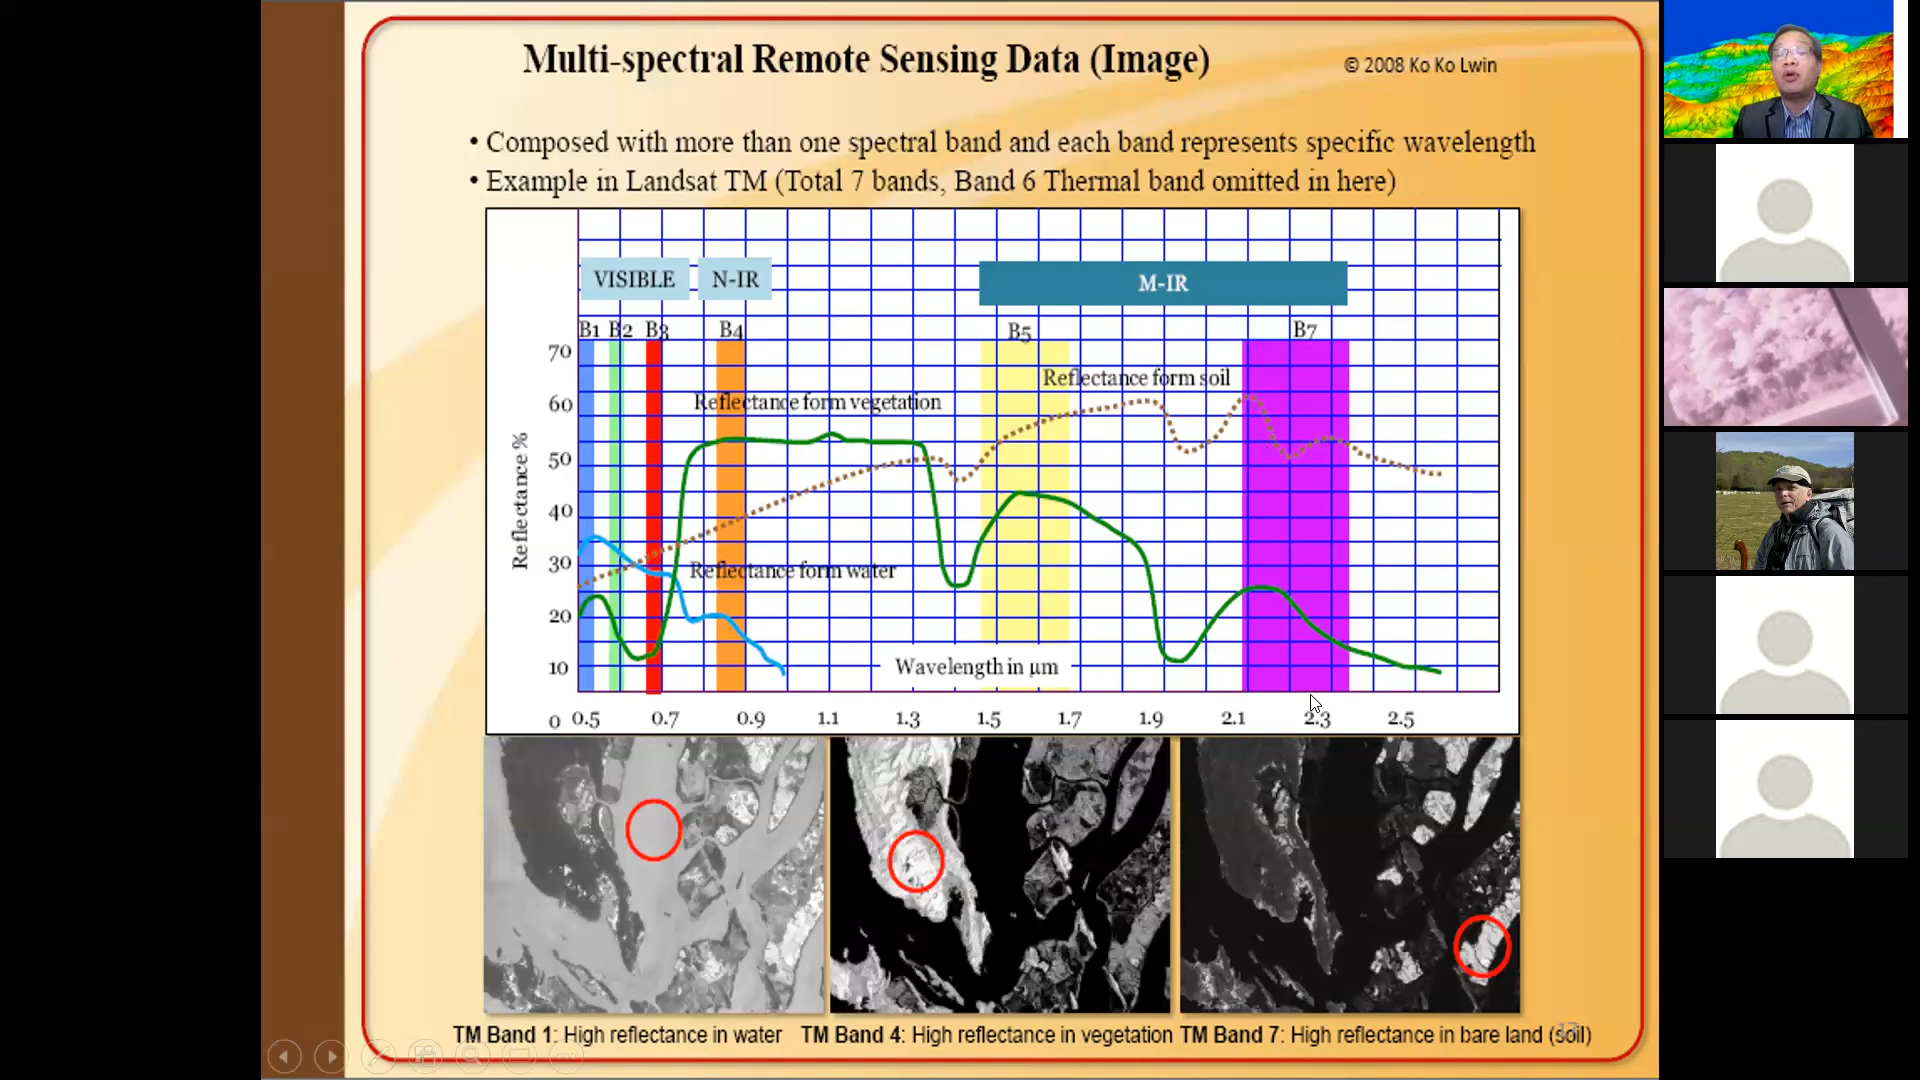 Multi-spectral Remote Sensing Data (Image)
© 2008 Ko Ko Lwin
• Composed with more than one spectral band and each band represents specific wavelength
• Example in Landsat TM (Total 7 bands, Band 6 Thermal band omitted in here)
VISIBLE N-IR M-IR
B1 B2 B3 B4 B5 B7
70
Reflectance form soil
60
Reflectance form vegetation
50
Reflectance %
40
30
Reflectance form water
20
10
Wavelength in µm
0 0.5 0.7 0.9 1.1 1.3 1.5 1.7 1.9 2.1 2.3 2.5
TM Band 1: High reflectance in water
TM Band 4: High reflectance in vegetation
TM Band 7: High reflectance in bare land (soil)